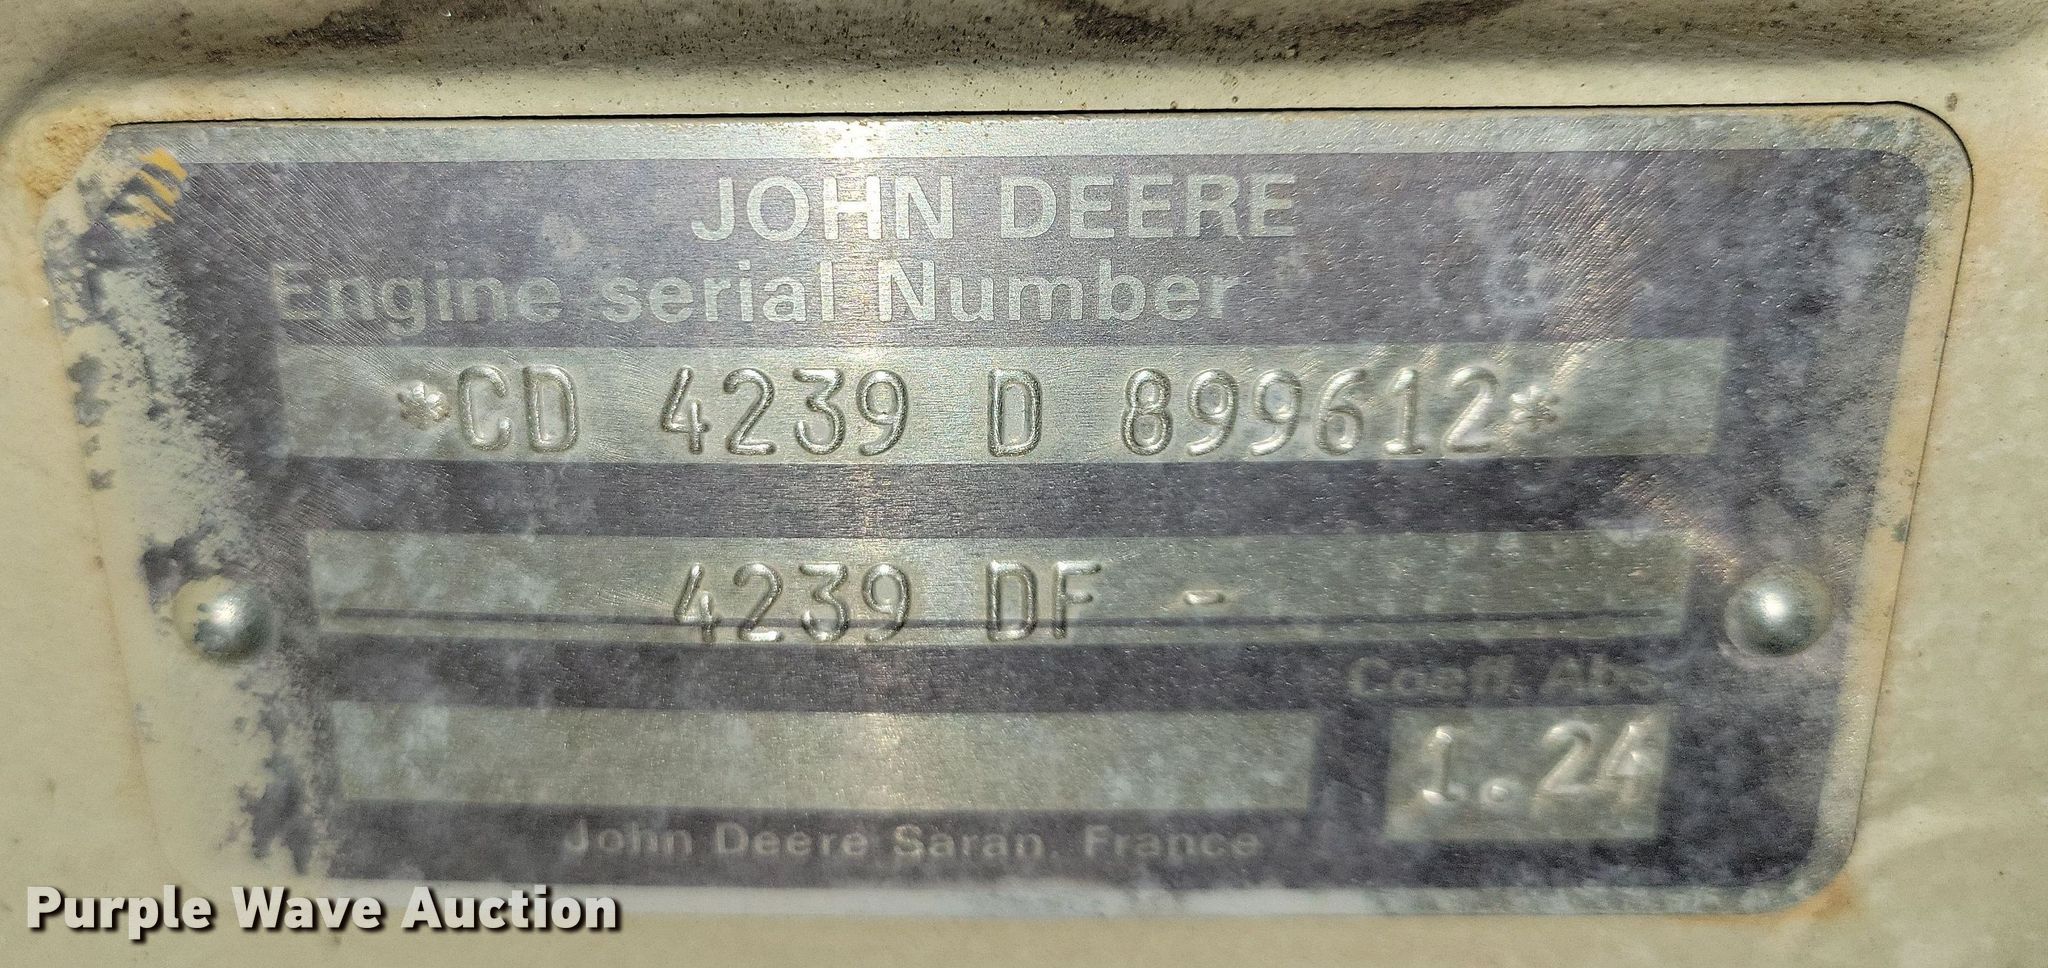 JOHN DEERE
Engine serial Number
*CD 4239 D 899612*
4239 DF -
Coeff. Abs.
1.24
John Deere Saran. France
Purple Wave Auction